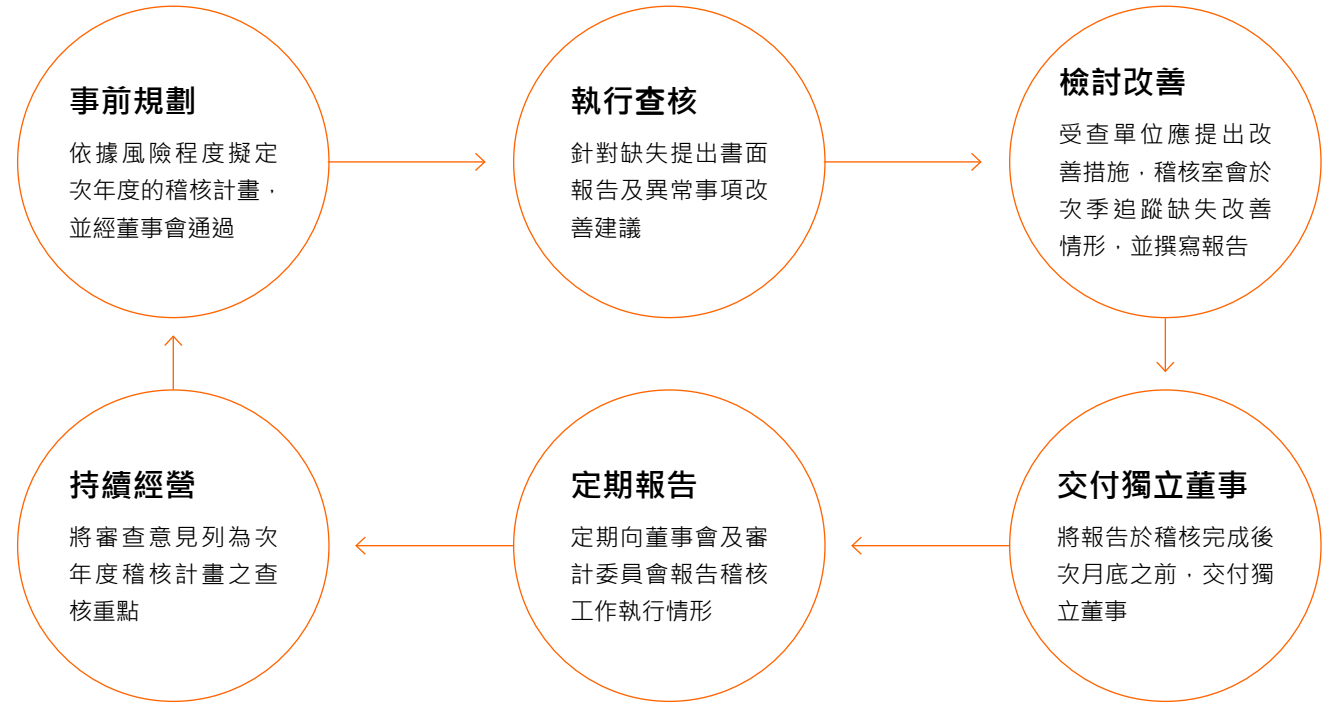 事前規劃
依據風險程度擬定
次年度的稽核計畫，
並經董事會通過
執行查核
針對缺失提出書面
報告及異常事項改
善建議
檢討改善
受查單位應提出改
善措施，稽核室會於
次季追蹤缺失改善
情形，並撰寫報告
持續經營
將審查意見列為次
年度稽核計畫之查
核重點
定期報告
定期向董事會及審
計委員會報告稽核
工作執行情形
交付獨立董事
將報告於稽核完成後
次月底之前，交付獨
立董事